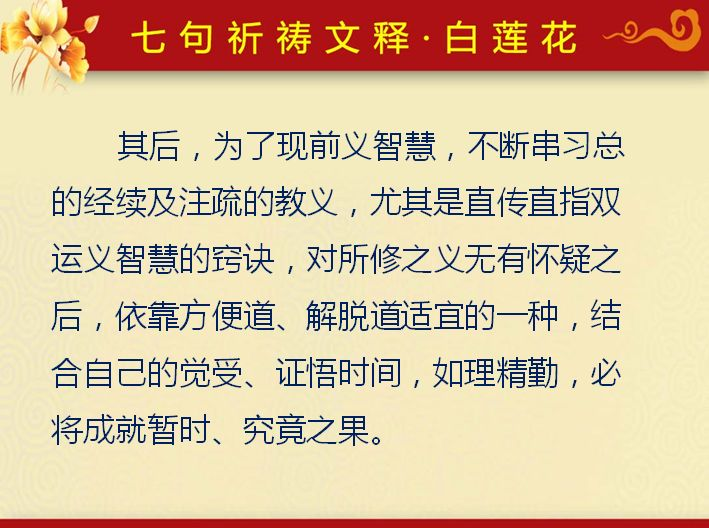 七句祈祷文释·白莲花
其后，为了现前义智慧，不断串习总
的经续及注疏的教义，尤其是直传直指双
运义智慧的窍诀，对所修之义无有怀疑之
后，依靠方便道、解脱道适宜的一种，结
合自己的觉受、证悟时间，如理精勤，必
将成就暂时、究竟之果。